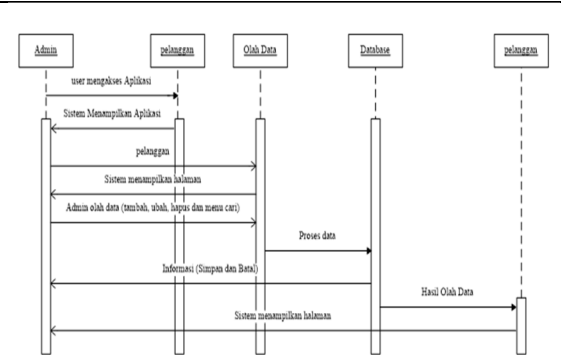 Admin
pelanggan
Olah Data
Database
pelanggan
user mengakses Aplikasi
Sistem Menampilkan Aplikasi
pelanggan
Sistem menampilkan halaman
Admin olah data (tambah, ubah, hapus dan menu cari)
Proses data
Informasi (Simpan dan Batal)
Hasil Olah Data
Sistem menampilkan halaman